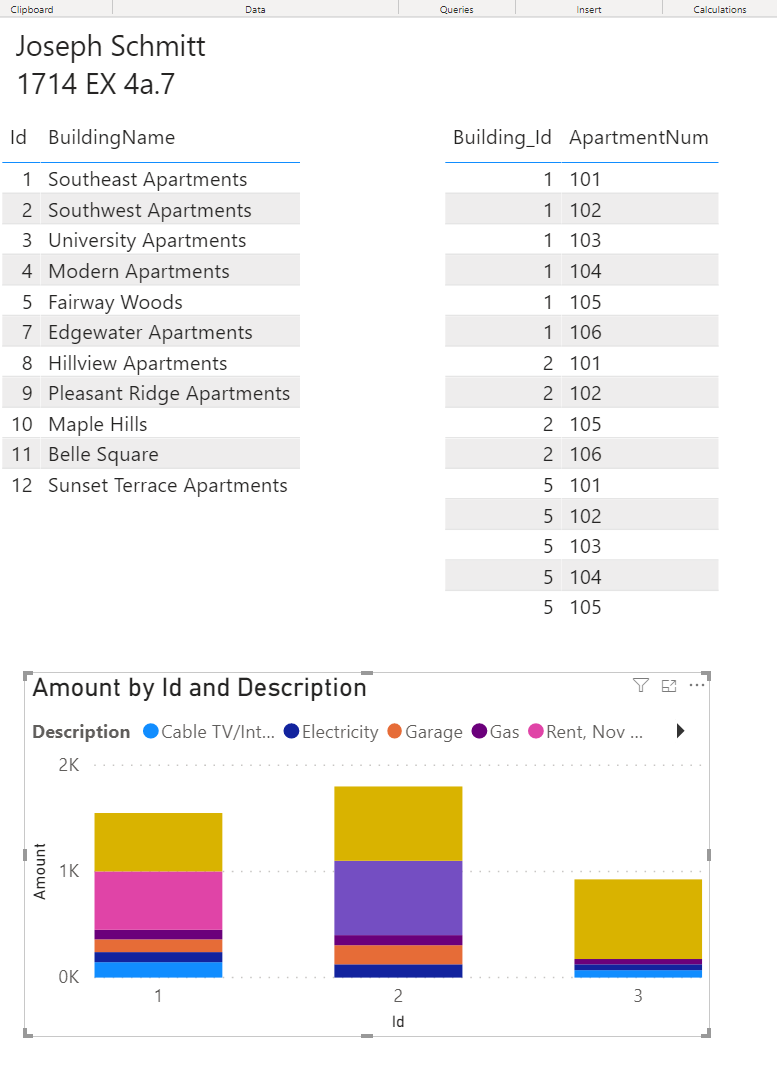 Clipboard Data Queries Insert Calculations
Joseph Schmitt
1714 EX 4a.7
Id BuildingName
1 Southeast Apartments
2 Southwest Apartments
3 University Apartments
4 Modern Apartments
5 Fairway Woods
7 Edgewater Apartments
8 Hillview Apartments
9 Pleasant Ridge Apartments
10 Maple Hills
11 Belle Square
12 Sunset Terrace Apartments
Building_Id ApartmentNum
1 101
1 102
1 103
1 104
1 105
1 106
2 101
2 102
2 105
2 106
5 101
5 102
5 103
5 104
5 105
Amount by Id and Description
Description Cable TV/Int... Electricity Garage Gas Rent, Nov ...
2K
1K
0K
Amount
1 2 3
Id